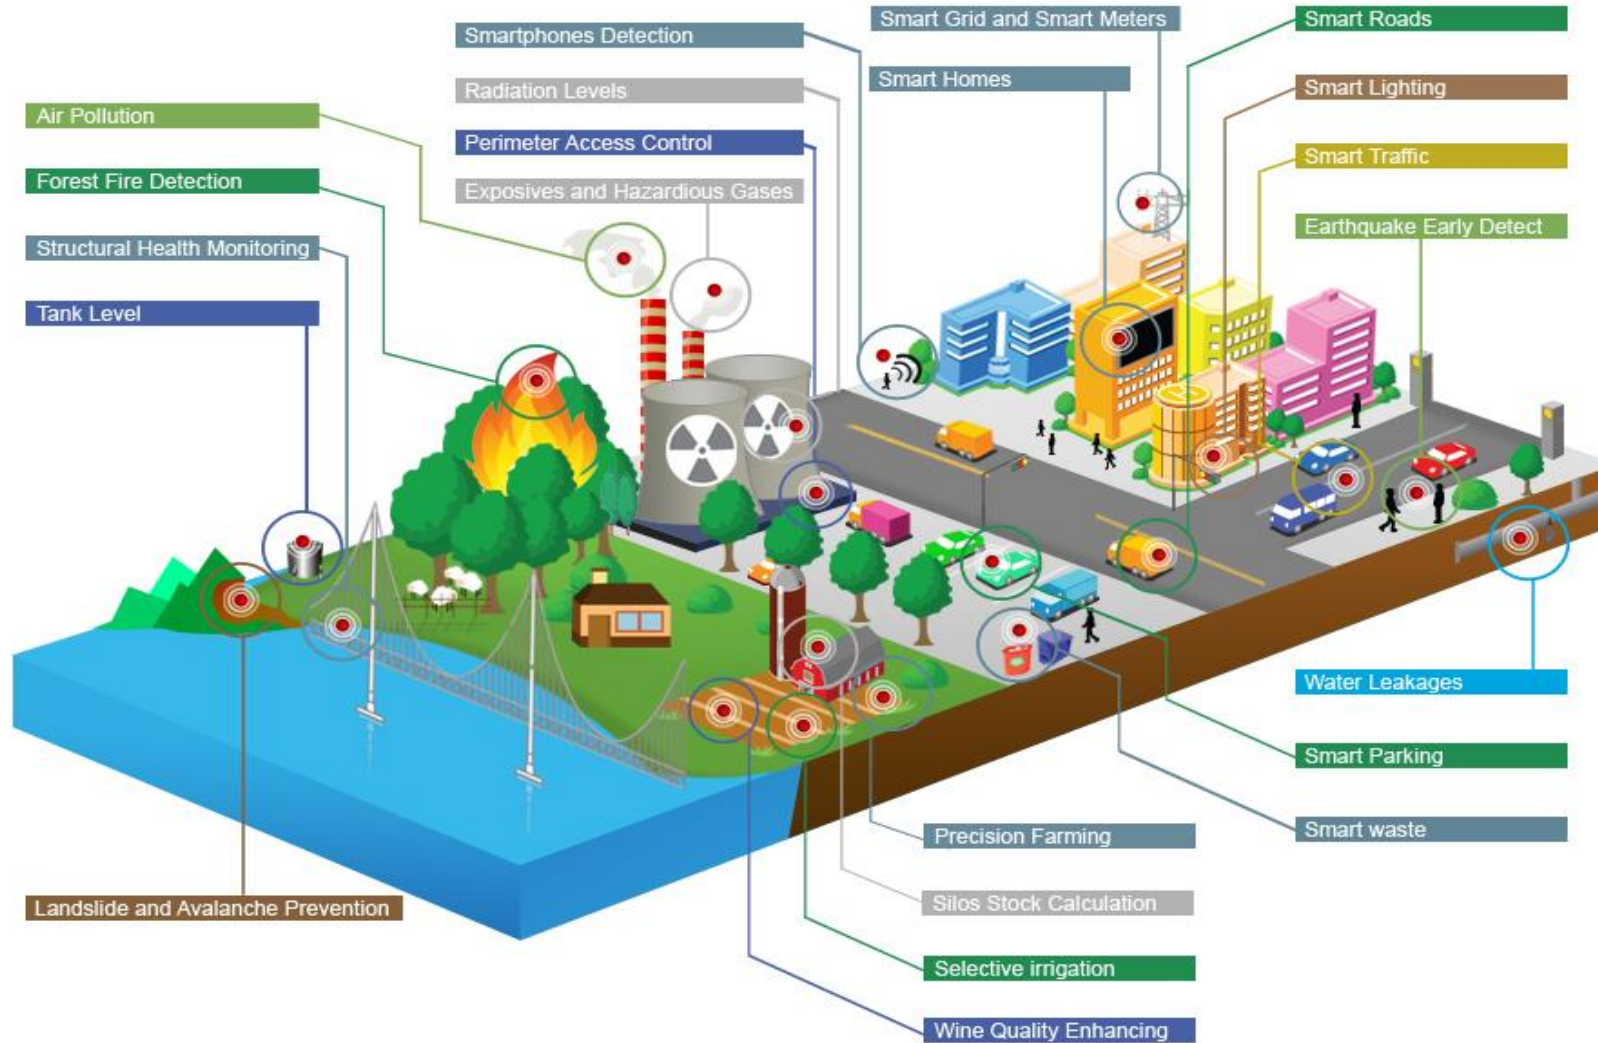 Smart Grid and Smart Meters
Smart Roads
Smartphones Detection
Smart Homes
Radiation Levels
Smart Lighting
Air Pollution
Perimeter Access Control
Smart Traffic
Forest Fire Detection
Exposives and Hazardious Gases
Earthquake Early Detect
Structural Health Monitoring
Tank Level
Water Leakages
Smart Parking
Smart waste
Precision Farming
Silos Stock Calculation
Landslide and Avalanche Prevention
Selective irrigation
Wine Quality Enhancing